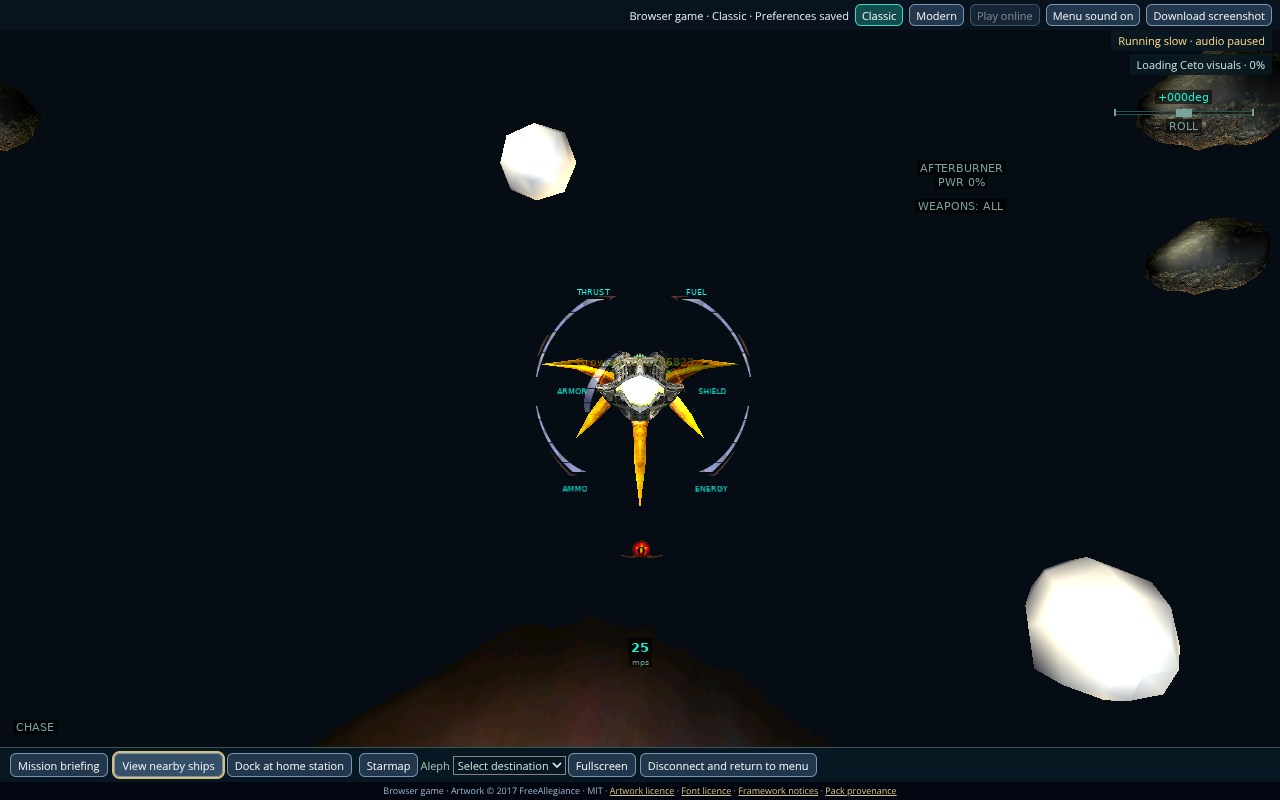 Browser game · Classic · Preferences saved
Classic
Modern
Play online
Menu sound on
Download screenshot
Running slow · audio paused
Loading Ceto visuals · 0%
+000deg
ROLL
AFTERBURNER
PWR 0%
WEAPONS: ALL
THRUST
FUEL
ARMOR
SHIELD
AMMO
ENERGY
25
mps
CHASE
Mission briefing
View nearby ships
Dock at home station
Starmap
Aleph
Select destination
Fullscreen
Disconnect and return to menu
Browser game · Artwork © 2017 FreeAllegiance · MIT · Artwork licence · Font licence · Framework notices · Pack provenance